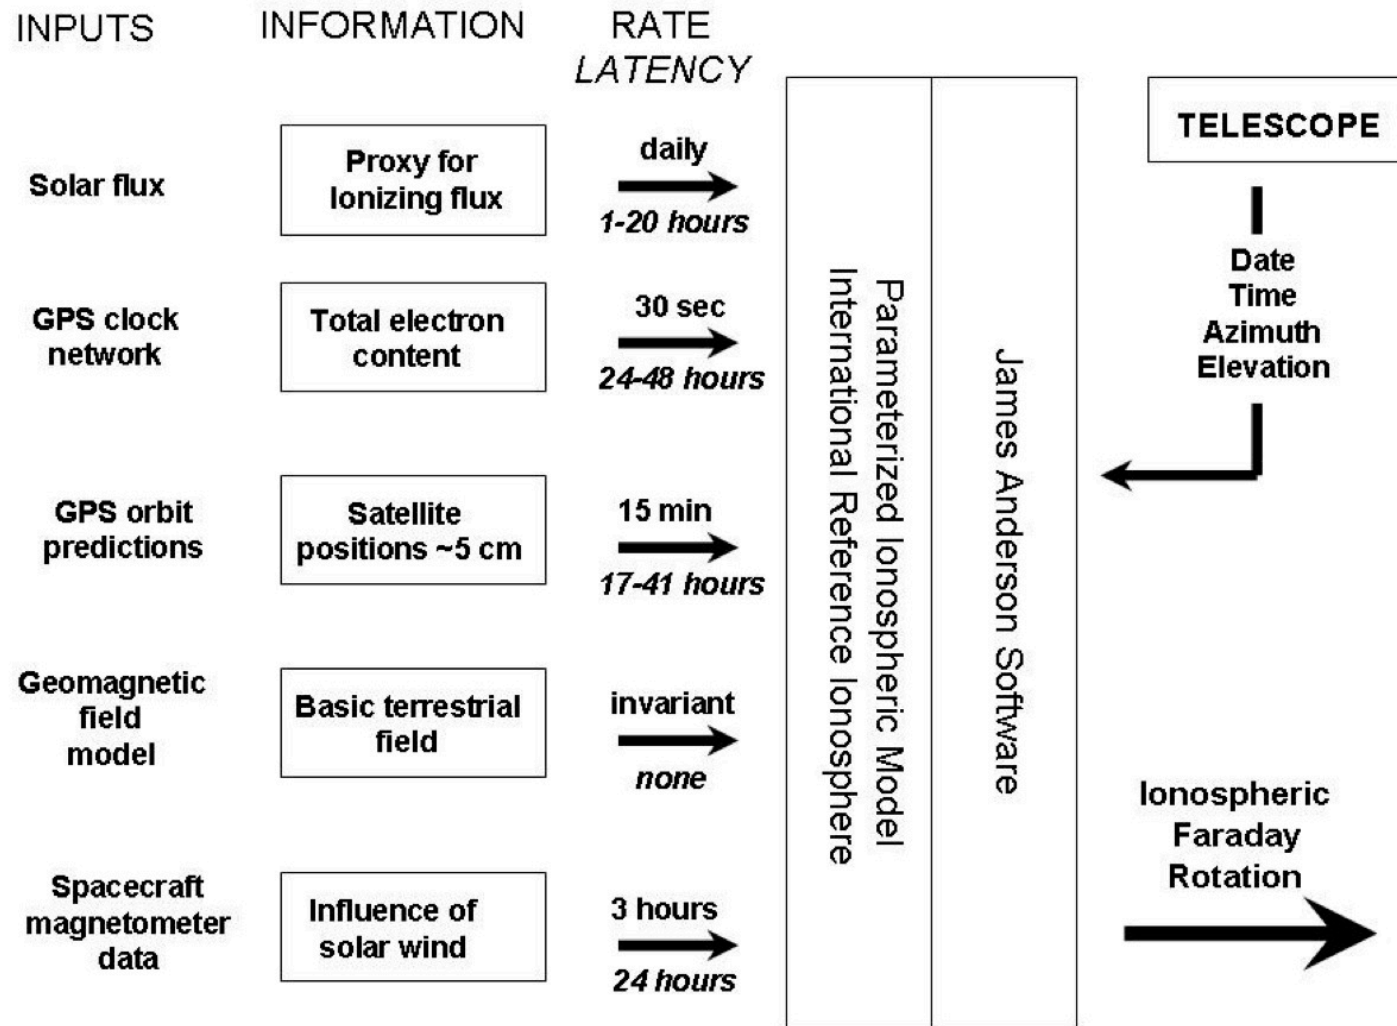 INPUTS
INFORMATION
RATE
LATENCY
Solar flux
Proxy for
Ionizing flux
daily
1-20 hours
GPS clock
network
Total electron
content
30 sec
24-48 hours
GPS orbit
predictions
Satellite
positions ~5 cm
15 min
17-41 hours
Geomagnetic
field
model
Basic terrestrial
field
invariant
none
Spacecraft
magnetometer
data
Influence of
solar wind
3 hours
24 hours
Parameterized Ionospheric Model
International Reference Ionosphere
James Anderson Software
TELESCOPE
Date
Time
Azimuth
Elevation
Ionospheric
Faraday
Rotation